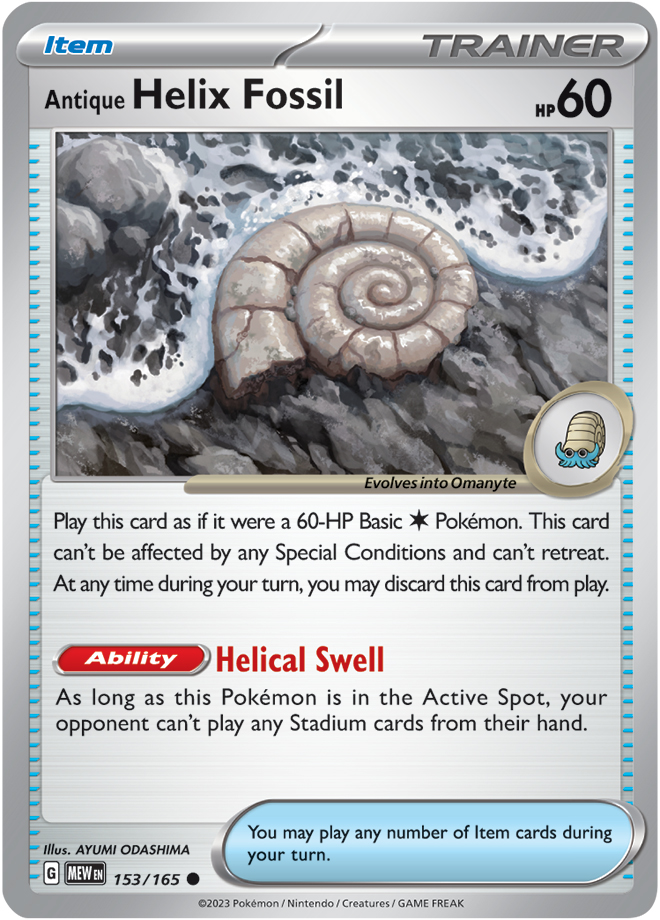 Item
TRAINER
Antique Helix Fossil
HP 60
Evolves into Omanyte
Play this card as if it were a 60-HP Basic Pokémon. This card
can't be affected by any Special Conditions and can't retreat.
At any time during your turn, you may discard this card from play.
Ability Helical Swell
As long as this Pokémon is in the Active Spot, your
opponent can't play any Stadium cards from their hand.
You may play any number of Item cards during
your turn.
Illus. AYUMI ODASHIMA
G MEW EN 153/165
©2023 Pokémon / Nintendo / Creatures / GAME FREAK